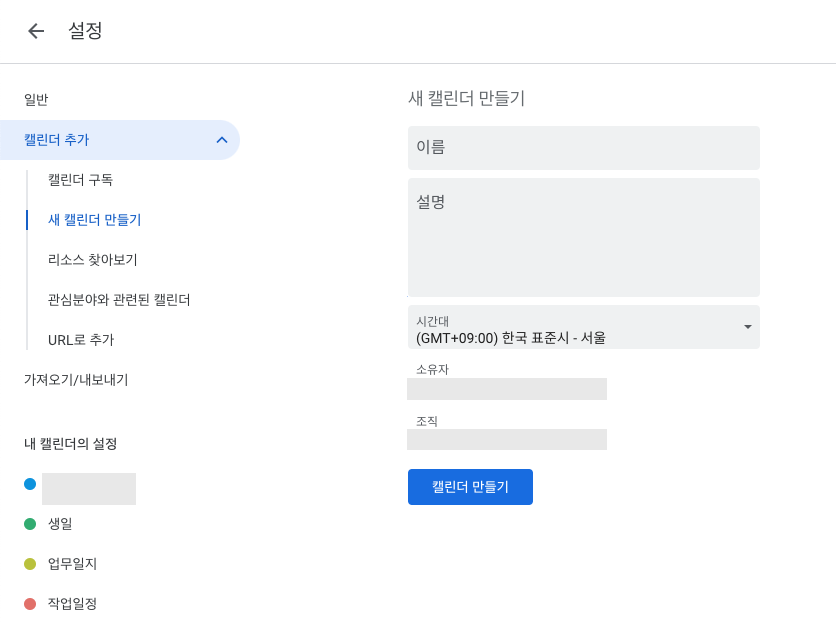 설정
일반
캘린더 추가
캘린더 구독
새 캘린더 만들기
리소스 찾아보기
관심분야와 관련된 캘린더
URL로 추가
가져오기/내보내기
내 캘린더의 설정
생일
업무일지
작업일정
새 캘린더 만들기
이름
설명
시간대
(GMT+09:00) 한국 표준시 - 서울
소유자
조직
캘린더 만들기